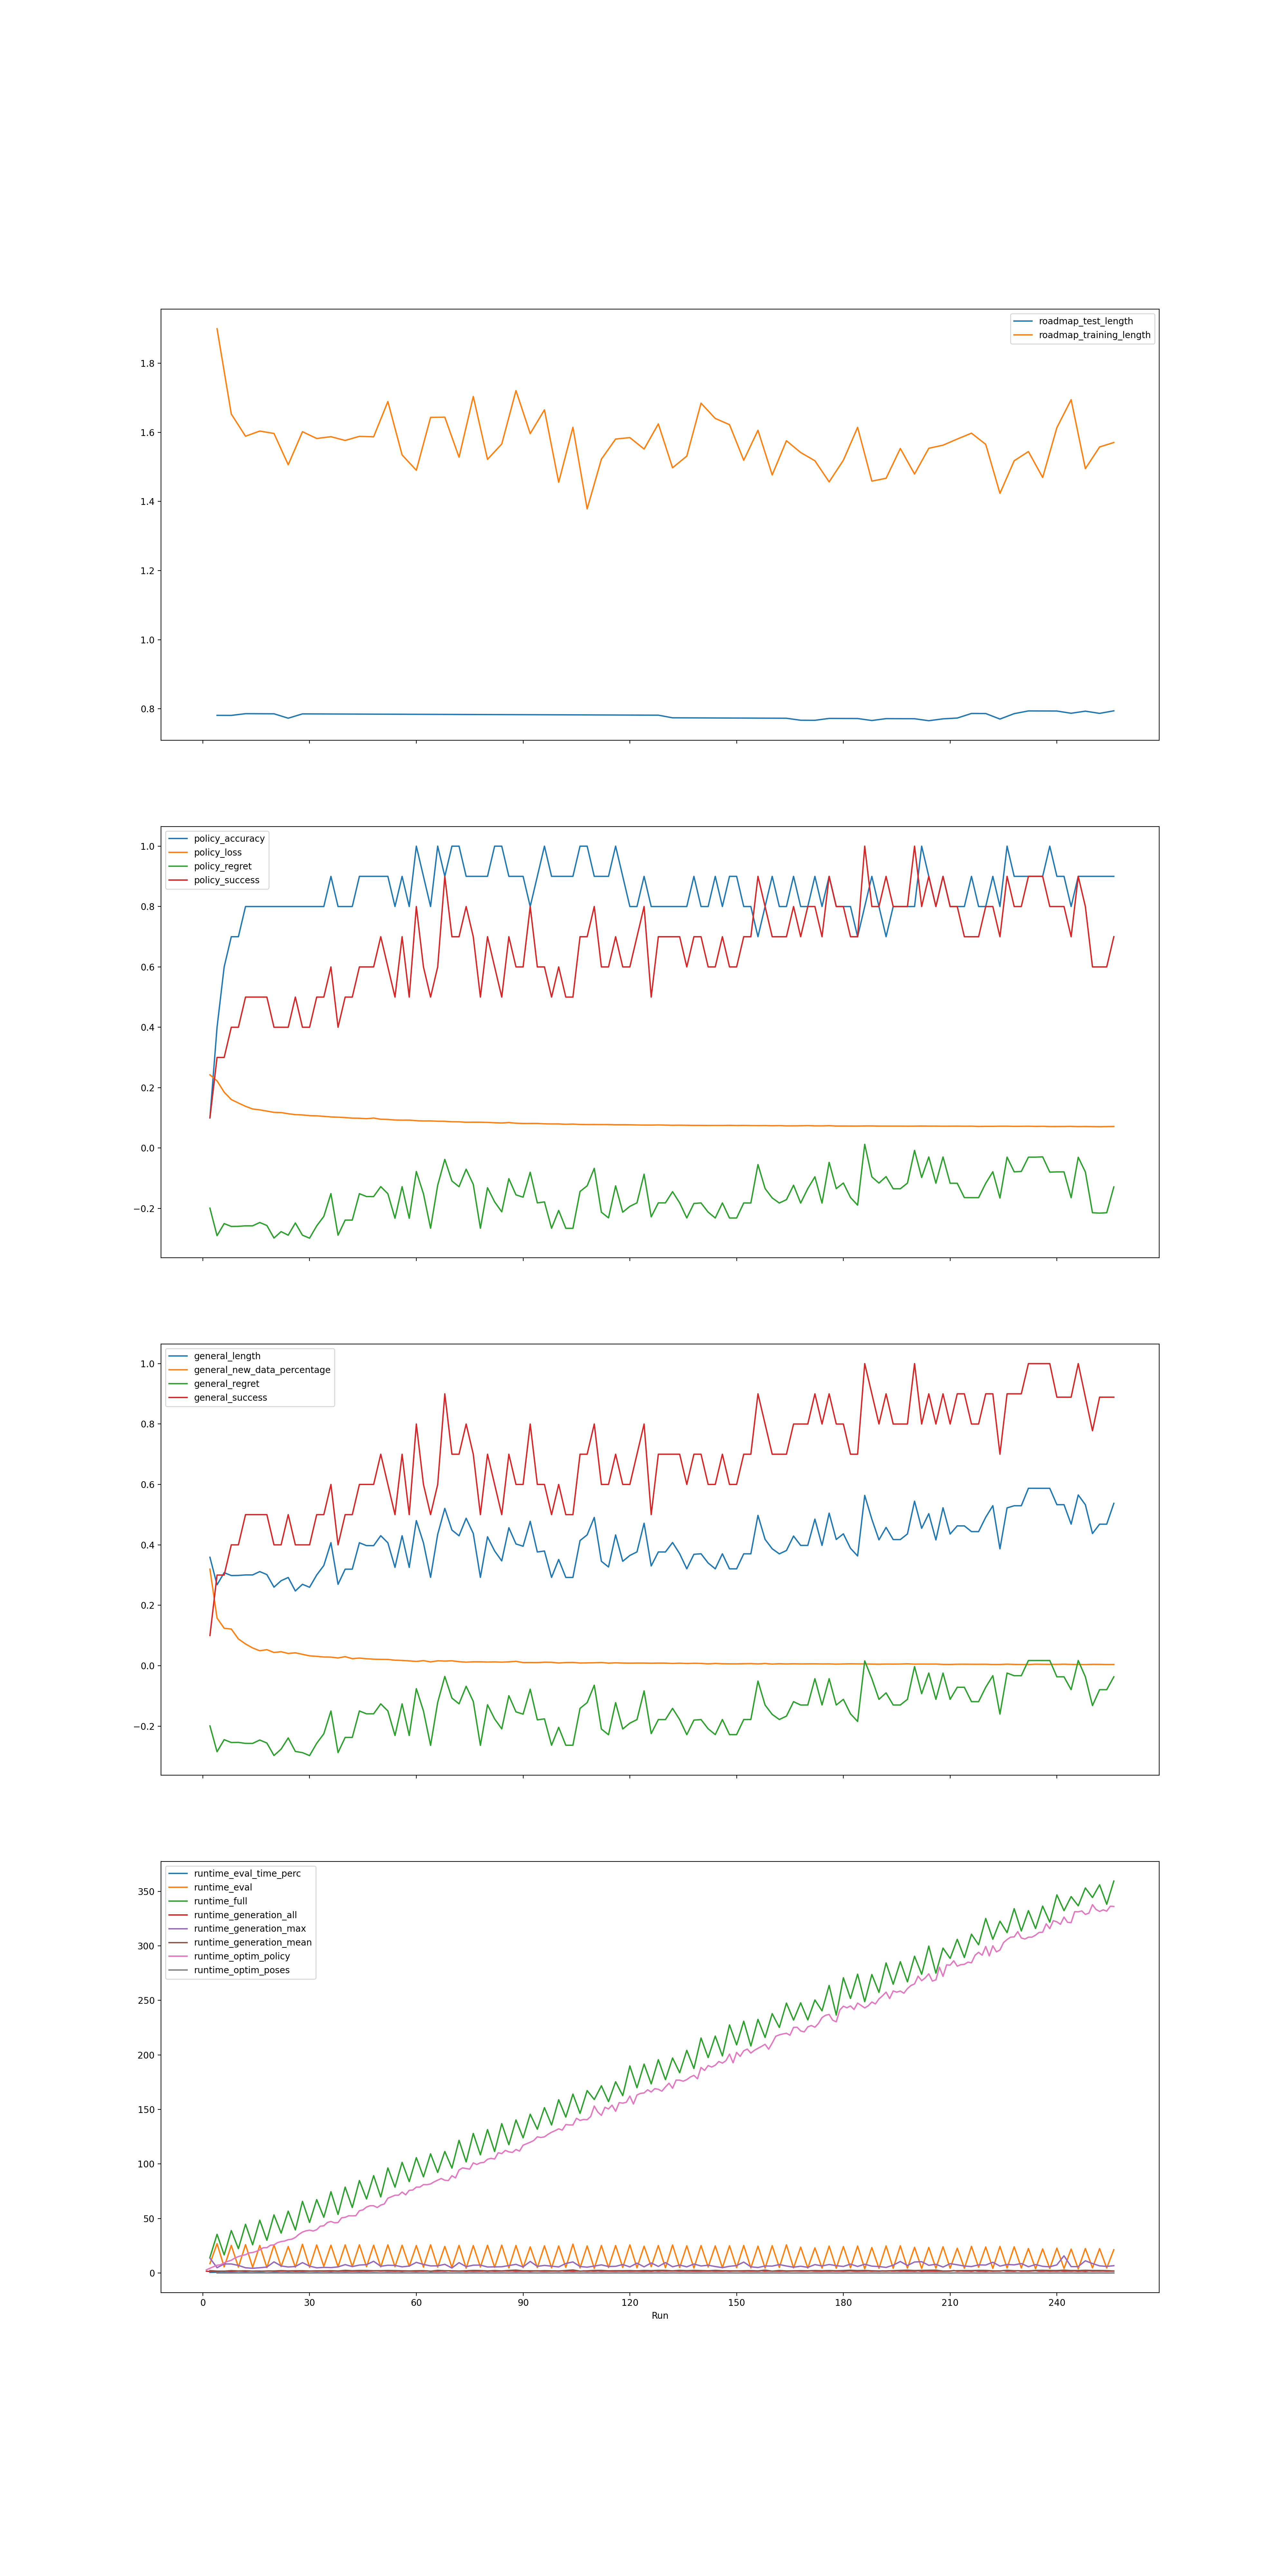 roadmap_test_length
roadmap_training_length
1.8
1.6
1.4
1.2
1.0
0.8
policy_accuracy
policy_loss
policy_regret
policy_success
1.0
0.8
0.6
0.4
0.2
0.0
−0.2
general_length
general_new_data_percentage
general_regret
general_success
1.0
0.8
0.6
0.4
0.2
0.0
−0.2
runtime_eval_time_perc
runtime_eval
runtime_full
runtime_generation_all
runtime_generation_max
runtime_generation_mean
runtime_optim_policy
runtime_optim_poses
350
300
250
200
150
100
50
0
0 30 60 90 120 150 180 210 240
Run